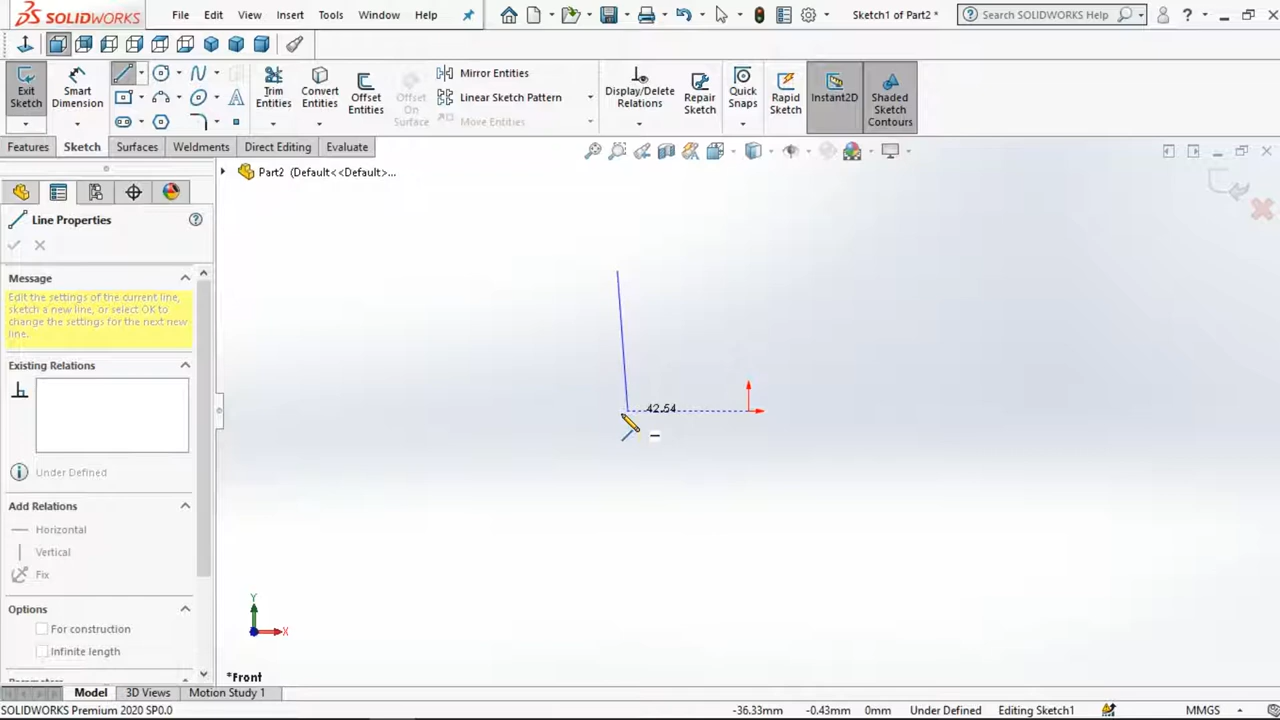 SOLIDWORKS File Edit View Insert Tools Window Help Sketch1 of Part2 * Search SOLIDWORKS Help ?
Exit Sketch
Smart Dimension
Trim Entities
Convert Entities
Offset Entities
Offset On Surface
Mirror Entities
Linear Sketch Pattern
Move Entities
Display/Delete Relations
Repair Sketch
Quick Snaps
Rapid Sketch
Instant2D
Shaded Sketch Contours
Features Sketch Surfaces Weldments Direct Editing Evaluate
Part2 (Default<<Default>...
Line Properties
Message
Edit the settings of the current line,
sketch a new line, or select OK to
change the settings for the next new
line.
Existing Relations
Under Defined
Add Relations
Horizontal
Vertical
Fix
Options
For construction
Infinite length
42.54
Y
X
*Front
Model 3D Views Motion Study 1
SOLIDWORKS Premium 2020 SP0.0 -36.33mm -0.43mm 0mm Under Defined Editing Sketch1 MMGS